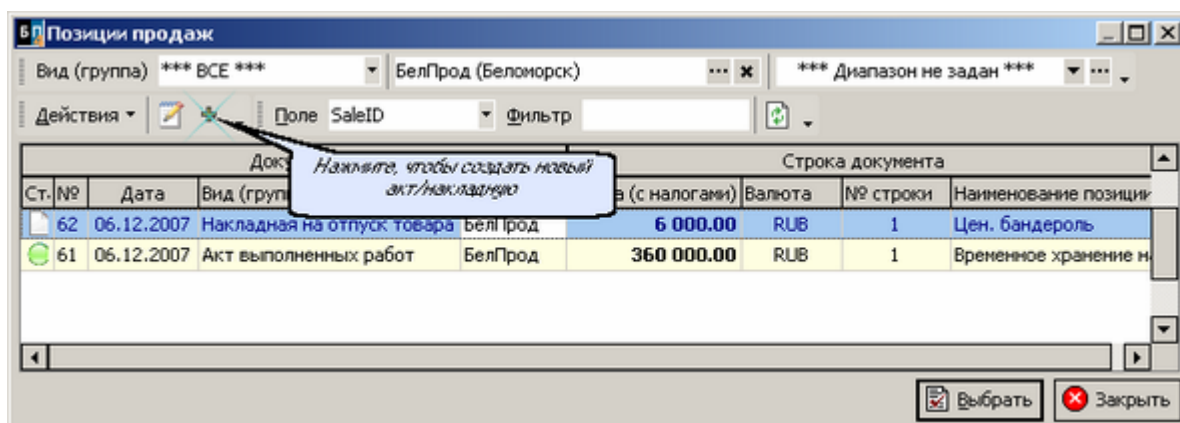 БП Позиции продаж
Вид (группа) *** ВСЕ *** БелПрод (Беломорск) ... *** Диапазон не задан *** ...
Действия Поле SaleID Фильтр
Нажмите, чтобы создать новый
акт/накладную
Строка документа
Ст. № Дата Вид (с налогами) Валюта № строки Наименование позиции
62 06.12.2007 Накладная на отпуск товара БелПрод 6 000.00 RUB 1 Цен. бандероль
61 06.12.2007 Акт выполненных работ БелПрод 360 000.00 RUB 1 Временное хранение
Выбрать Закрыть